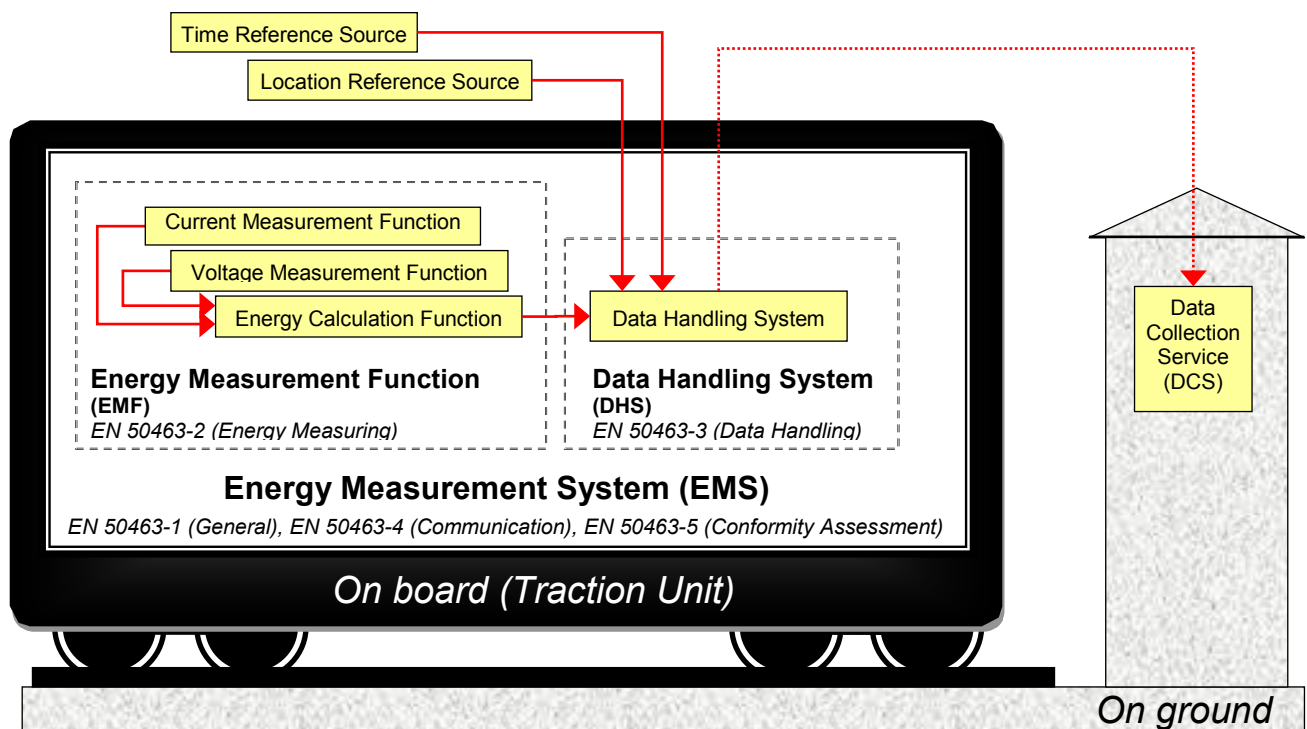 Time Reference Source
Location Reference Source
Current Measurement Function
Voltage Measurement Function
Energy Calculation Function
Data Handling System
Energy Measurement Function
(EMF)
EN 50463-2 (Energy Measuring)
Data Handling System
(DHS)
EN 50463-3 (Data Handling)
Energy Measurement System (EMS)
EN 50463-1 (General), EN 50463-4 (Communication), EN 50463-5 (Conformity Assessment)
On board (Traction Unit)
Data
Collection
Service
(DCS)
On ground